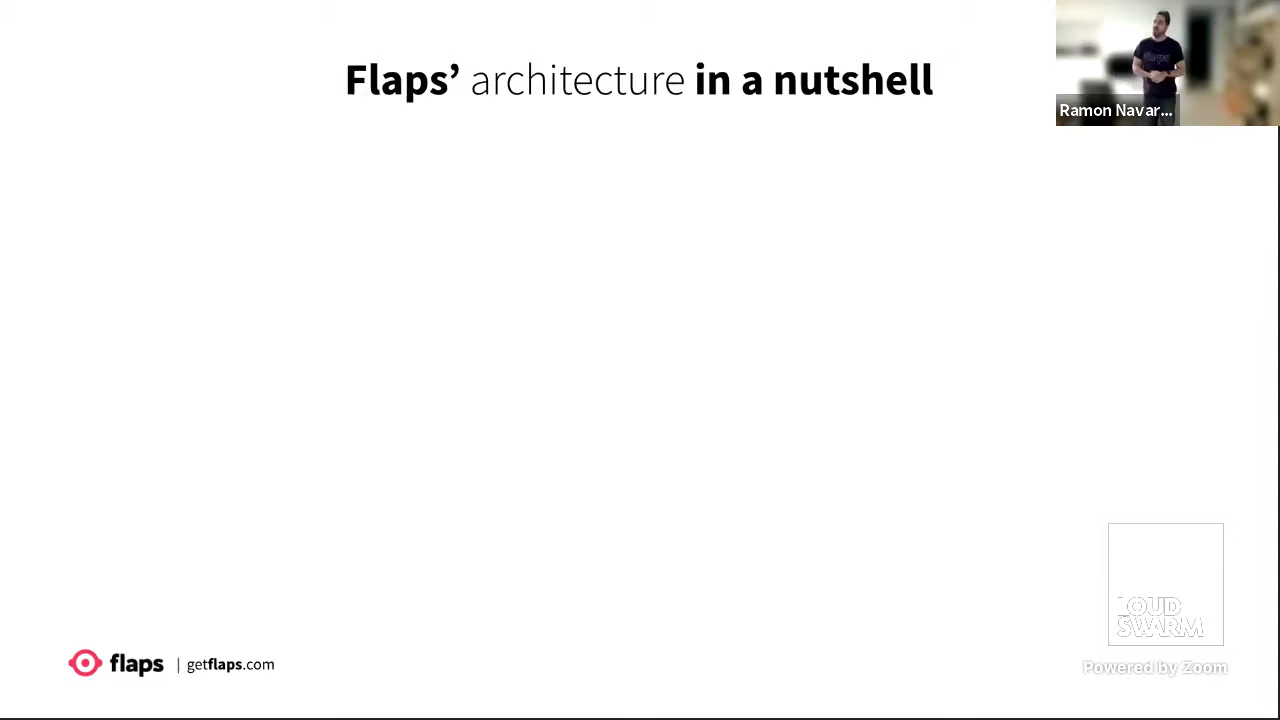 Flaps’ architecture in a nutshell
Ramon Navar...
LOUD
SWARM
Powered by Zoom
flaps | getflaps.com